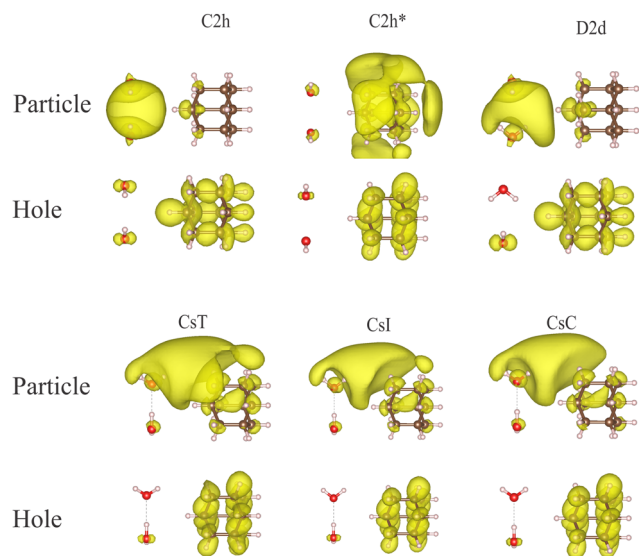 C2h C2h* D2d
Particle
Hole
CsT CsI CsC
Particle
Hole